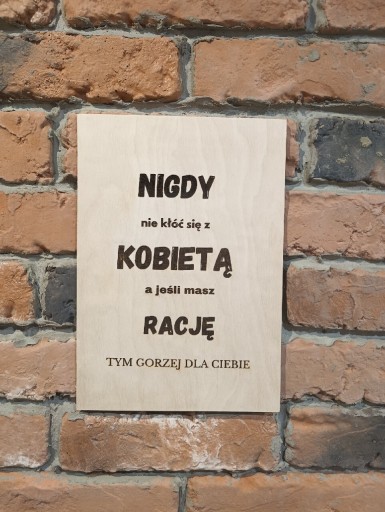 NIGDY
nie kłóć się z
KOBIETĄ
a jeśli masz
RACJĘ
TYM GORZEJ DLA CIEBIE